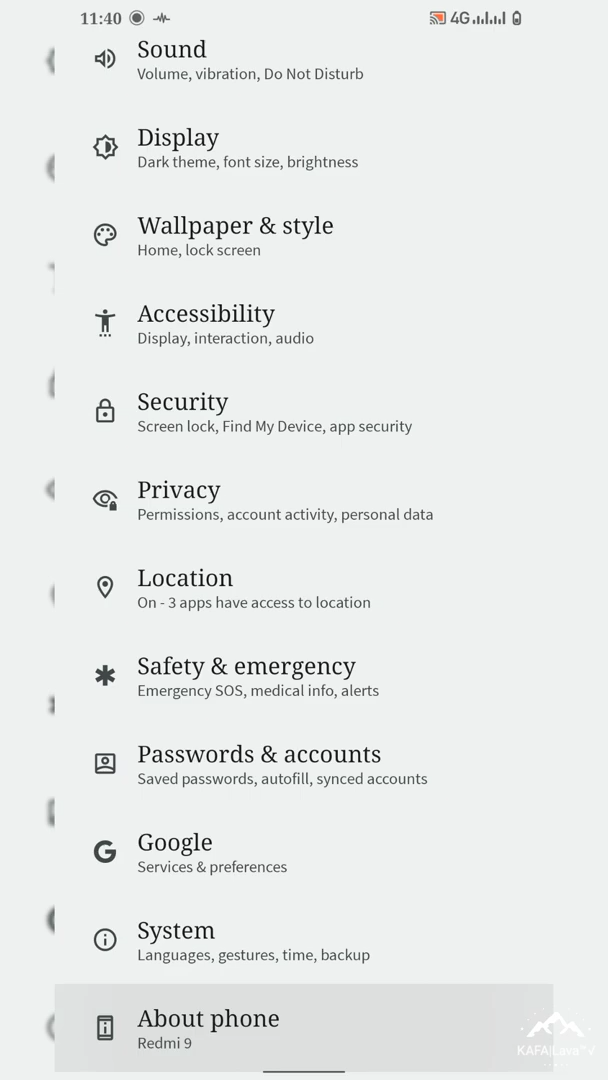 11:40
4G
Sound
Volume, vibration, Do Not Disturb
Display
Dark theme, font size, brightness
Wallpaper & style
Home, lock screen
Accessibility
Display, interaction, audio
Security
Screen lock, Find My Device, app security
Privacy
Permissions, account activity, personal data
Location
On - 3 apps have access to location
Safety & emergency
Emergency SOS, medical info, alerts
Passwords & accounts
Saved passwords, autofill, synced accounts
Google
Services & preferences
System
Languages, gestures, time, backup
About phone
Redmi 9